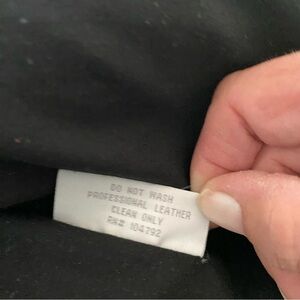 DO NOT WASH
PROFESSIONAL LEATHER
CLEAN ONLY
RN# 104792